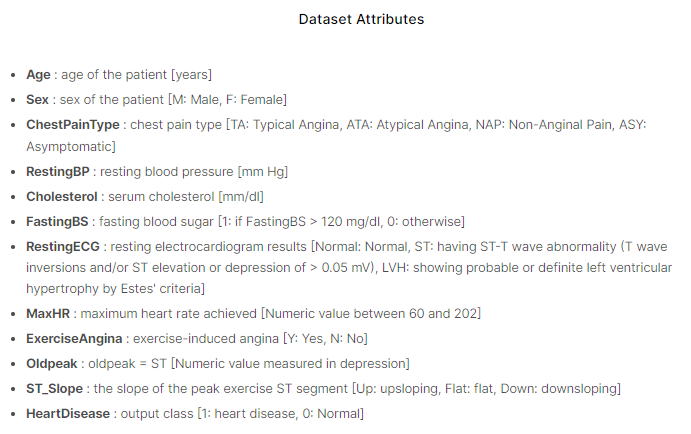 Dataset Attributes
Age : age of the patient [years]
Sex : sex of the patient [M: Male, F: Female]
ChestPainType : chest pain type [TA: Typical Angina, ATA: Atypical Angina, NAP: Non-Anginal Pain, ASY:
Asymptomatic]
RestingBP : resting blood pressure [mm Hg]
Cholesterol : serum cholesterol [mm/dl]
FastingBS : fasting blood sugar [1: if FastingBS > 120 mg/dl, 0: otherwise]
RestingECG : resting electrocardiogram results [Normal: Normal, ST: having ST-T wave abnormality (T wave
inversions and/or ST elevation or depression of > 0.05 mV), LVH: showing probable or definite left ventricular
hypertrophy by Estes' criteria]
MaxHR : maximum heart rate achieved [Numeric value between 60 and 202]
ExerciseAngina : exercise-induced angina [Y: Yes, N: No]
Oldpeak : oldpeak = ST [Numeric value measured in depression]
ST_Slope : the slope of the peak exercise ST segment [Up: upsloping, Flat: flat, Down: downsloping]
HeartDisease : output class [1: heart disease, 0: Normal]